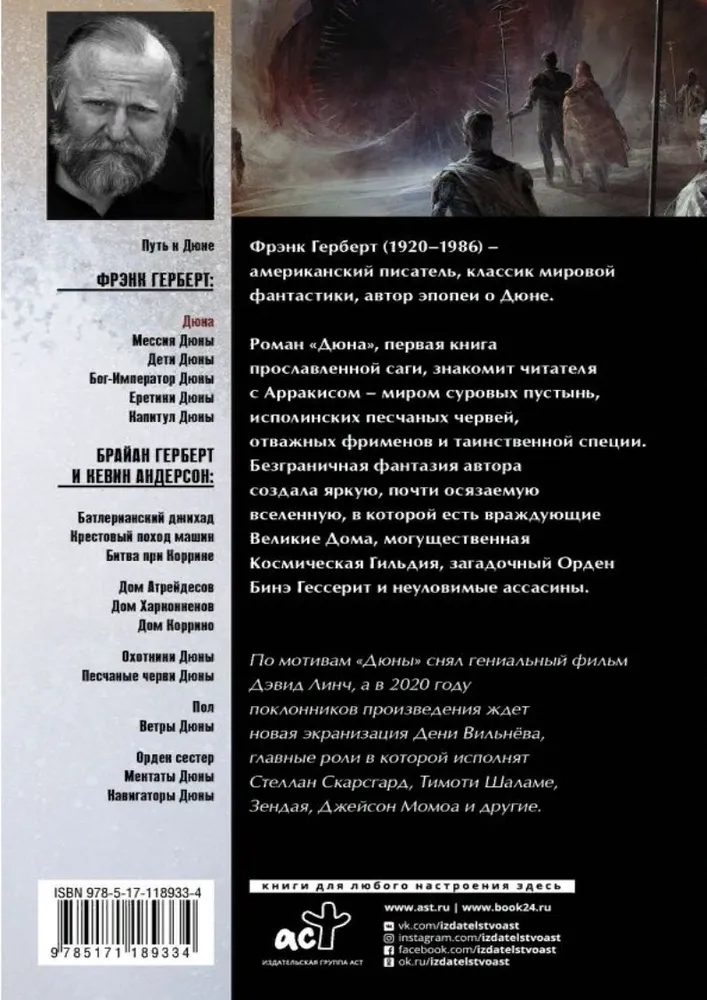 Путь к Дюне
ФРЭНК ГЕРБЕРТ:
Дюна
Мессия Дюны
Дети Дюны
Бог-Император Дюны
Еретики Дюны
Капитул Дюны
БРАЙАН ГЕРБЕРТ
И КЕВИН АНДЕРСОН:
Батлерианский джихад
Крестовый поход машин
Битва при Коррине
Дом Атрейдесов
Дом Харконненов
Дом Коррино
Охотники Дюны
Песчаные черви Дюны
Пол
Ветры Дюны
Орден сестер
Ментаты Дюны
Навигаторы Дюны
ISBN 978-5-17-118933-4
9 785171 189334
Фрэнк Герберт (1920–1986) –
американский писатель, классик мировой
фантастики, автор эпопеи о Дюне.
Роман «Дюна», первая книга
прославленной саги, знакомит читателя
с Арракисом – миром суровых пустынь,
исполинских песчаных червей,
отважных фрименов и таинственной специи.
Безграничная фантазия автора
создала яркую, почти осязаемую
вселенную, в которой есть враждующие
Великие Дома, могущественная
Космическая Гильдия, загадочный Орден
Бинэ Гессерит и неуловимые ассасины.
По мотивам «Дюны» снял гениальный фильм
Дэвид Линч, а в 2020 году
поклонников произведения ждет
новая экранизация Дени Вильнёва,
главные роли в которой исполнят
Стеллан Скарсгард, Тимоти Шаламе,
Зендая, Джейсон Момоа и другие.
книги для любого настроения здесь
аст
ИЗДАТЕЛЬСКАЯ ГРУППА АСТ
www.ast.ru | www.book24.ru
vk.com/izdatelstvoast
instagram.com/izdatelstvoast
facebook.com/izdatelstvoast
ok.ru/izdatelstvoast